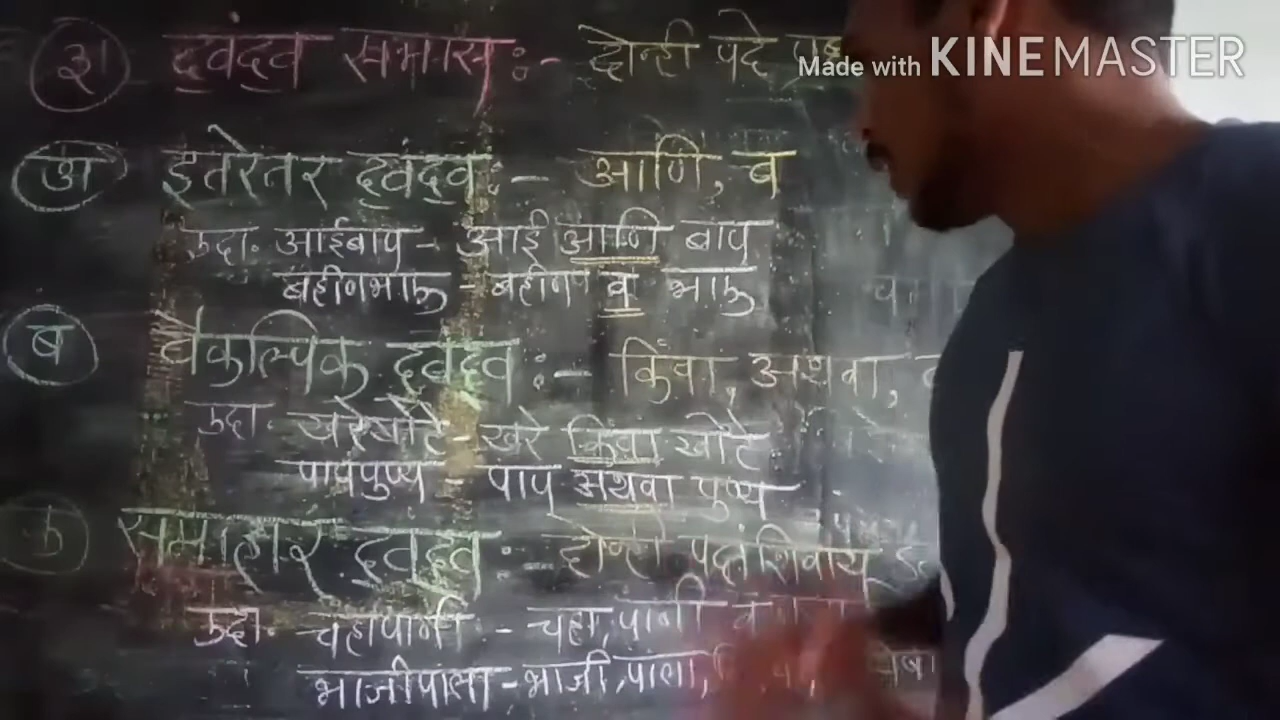 ३ द्वंद्व समास :- दोन्ही पदे
Made with KINEMASTER
अ इतरेतर द्वंद्व :- आणि, व
उदा. आईबाप - आई आणि बाप
बहीणभाऊ - बहीण व भाऊ
ब वैकल्पिक द्वंद्व :- किंवा, अथवा,
उदा. खरेखोटे - खरे किंवा खोटे
पापपुण्य - पाप अथवा पुण्य
क समाहार द्वंद्व :- दोन्ही पदांशिवाय
उदा. चहापाणी - चहा, पाणी व
भाजीपाला - भाजी, पाला,